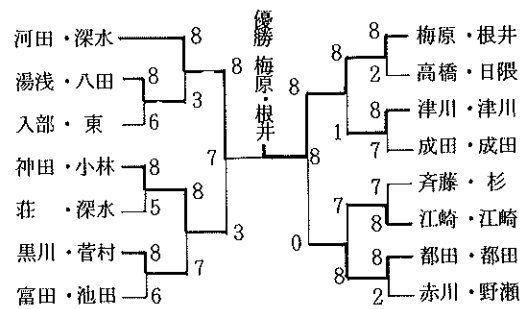 優勝 梅原・根井
河田・深水
湯浅・八田
入部・東
神田・小林
荘・深水
黒川・菅村
富田・池田
8
8
6
3
8
8
5
8
8
6
7
7
3
梅原・根井
高橋・日隈
津川・津川
成田・成田
斉藤・杉
江崎・江崎
都田・都田
赤川・野瀬
8
2
8
8
7
1
8
7
8
7
8
2
8
0